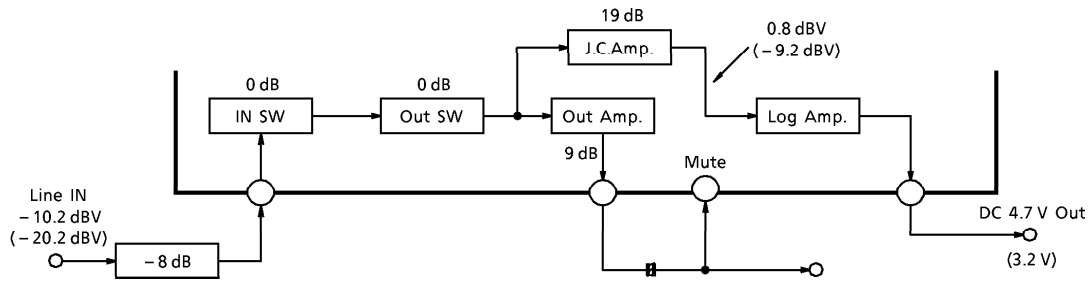 19 dB
J.C.Amp.
0.8 dBV
(−9.2 dBV)
0 dB
IN SW
0 dB
Out SW
Out Amp.
Log Amp.
9 dB
Mute
Line IN
−10.2 dBV
(−20.2 dBV)
−8 dB
DC 4.7 V Out
(3.2 V)